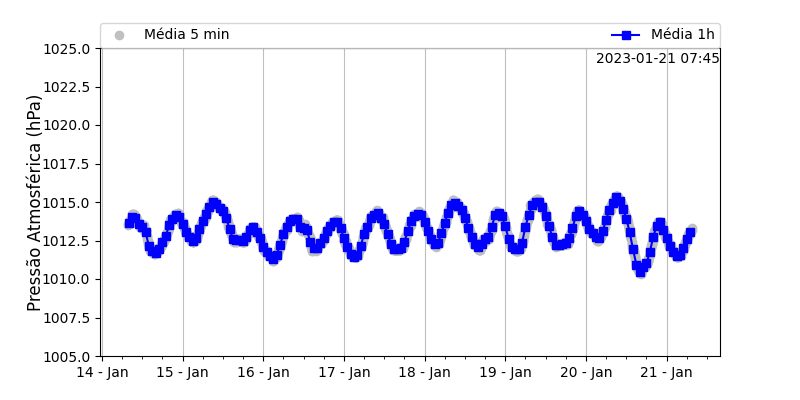 Média 5 min
Média 1h
2023-01-21 07:45
Pressão Atmosférica (hPa)
1025.0
1022.5
1020.0
1017.5
1015.0
1012.5
1010.0
1007.5
1005.0
14 - Jan
15 - Jan
16 - Jan
17 - Jan
18 - Jan
19 - Jan
20 - Jan
21 - Jan